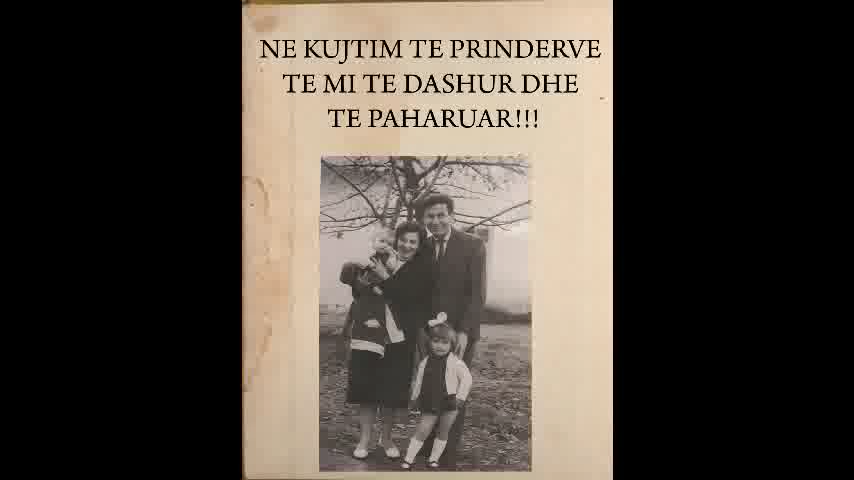 NE KUJTIM TE PRINDERVE
TE MI TE DASHUR DHE
TE PAHARUAR!!!